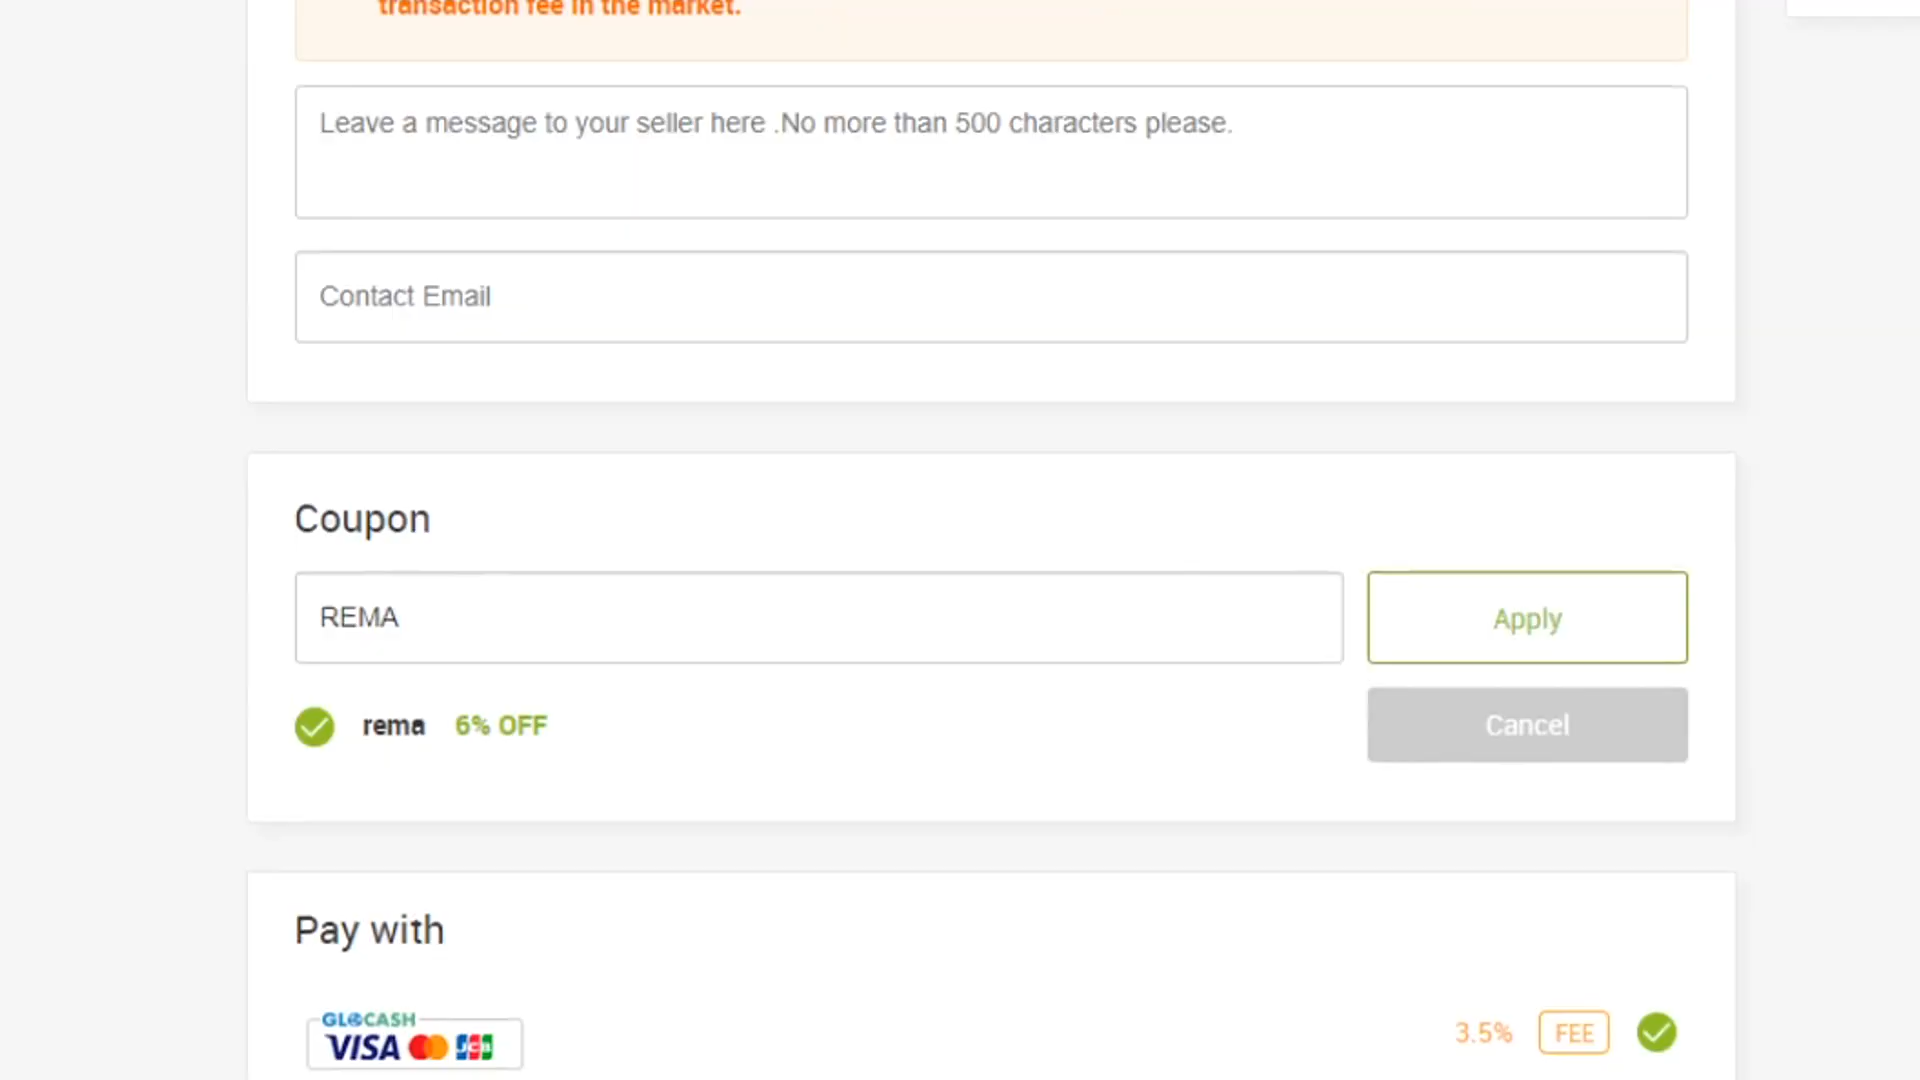 transaction fee in the market.
Leave a message to your seller here .No more than 500 characters please.
Contact Email
Coupon
REMA
Apply
rema 6% OFF
Cancel
Pay with
GLOCASH
VISA JCB
3.5% FEE